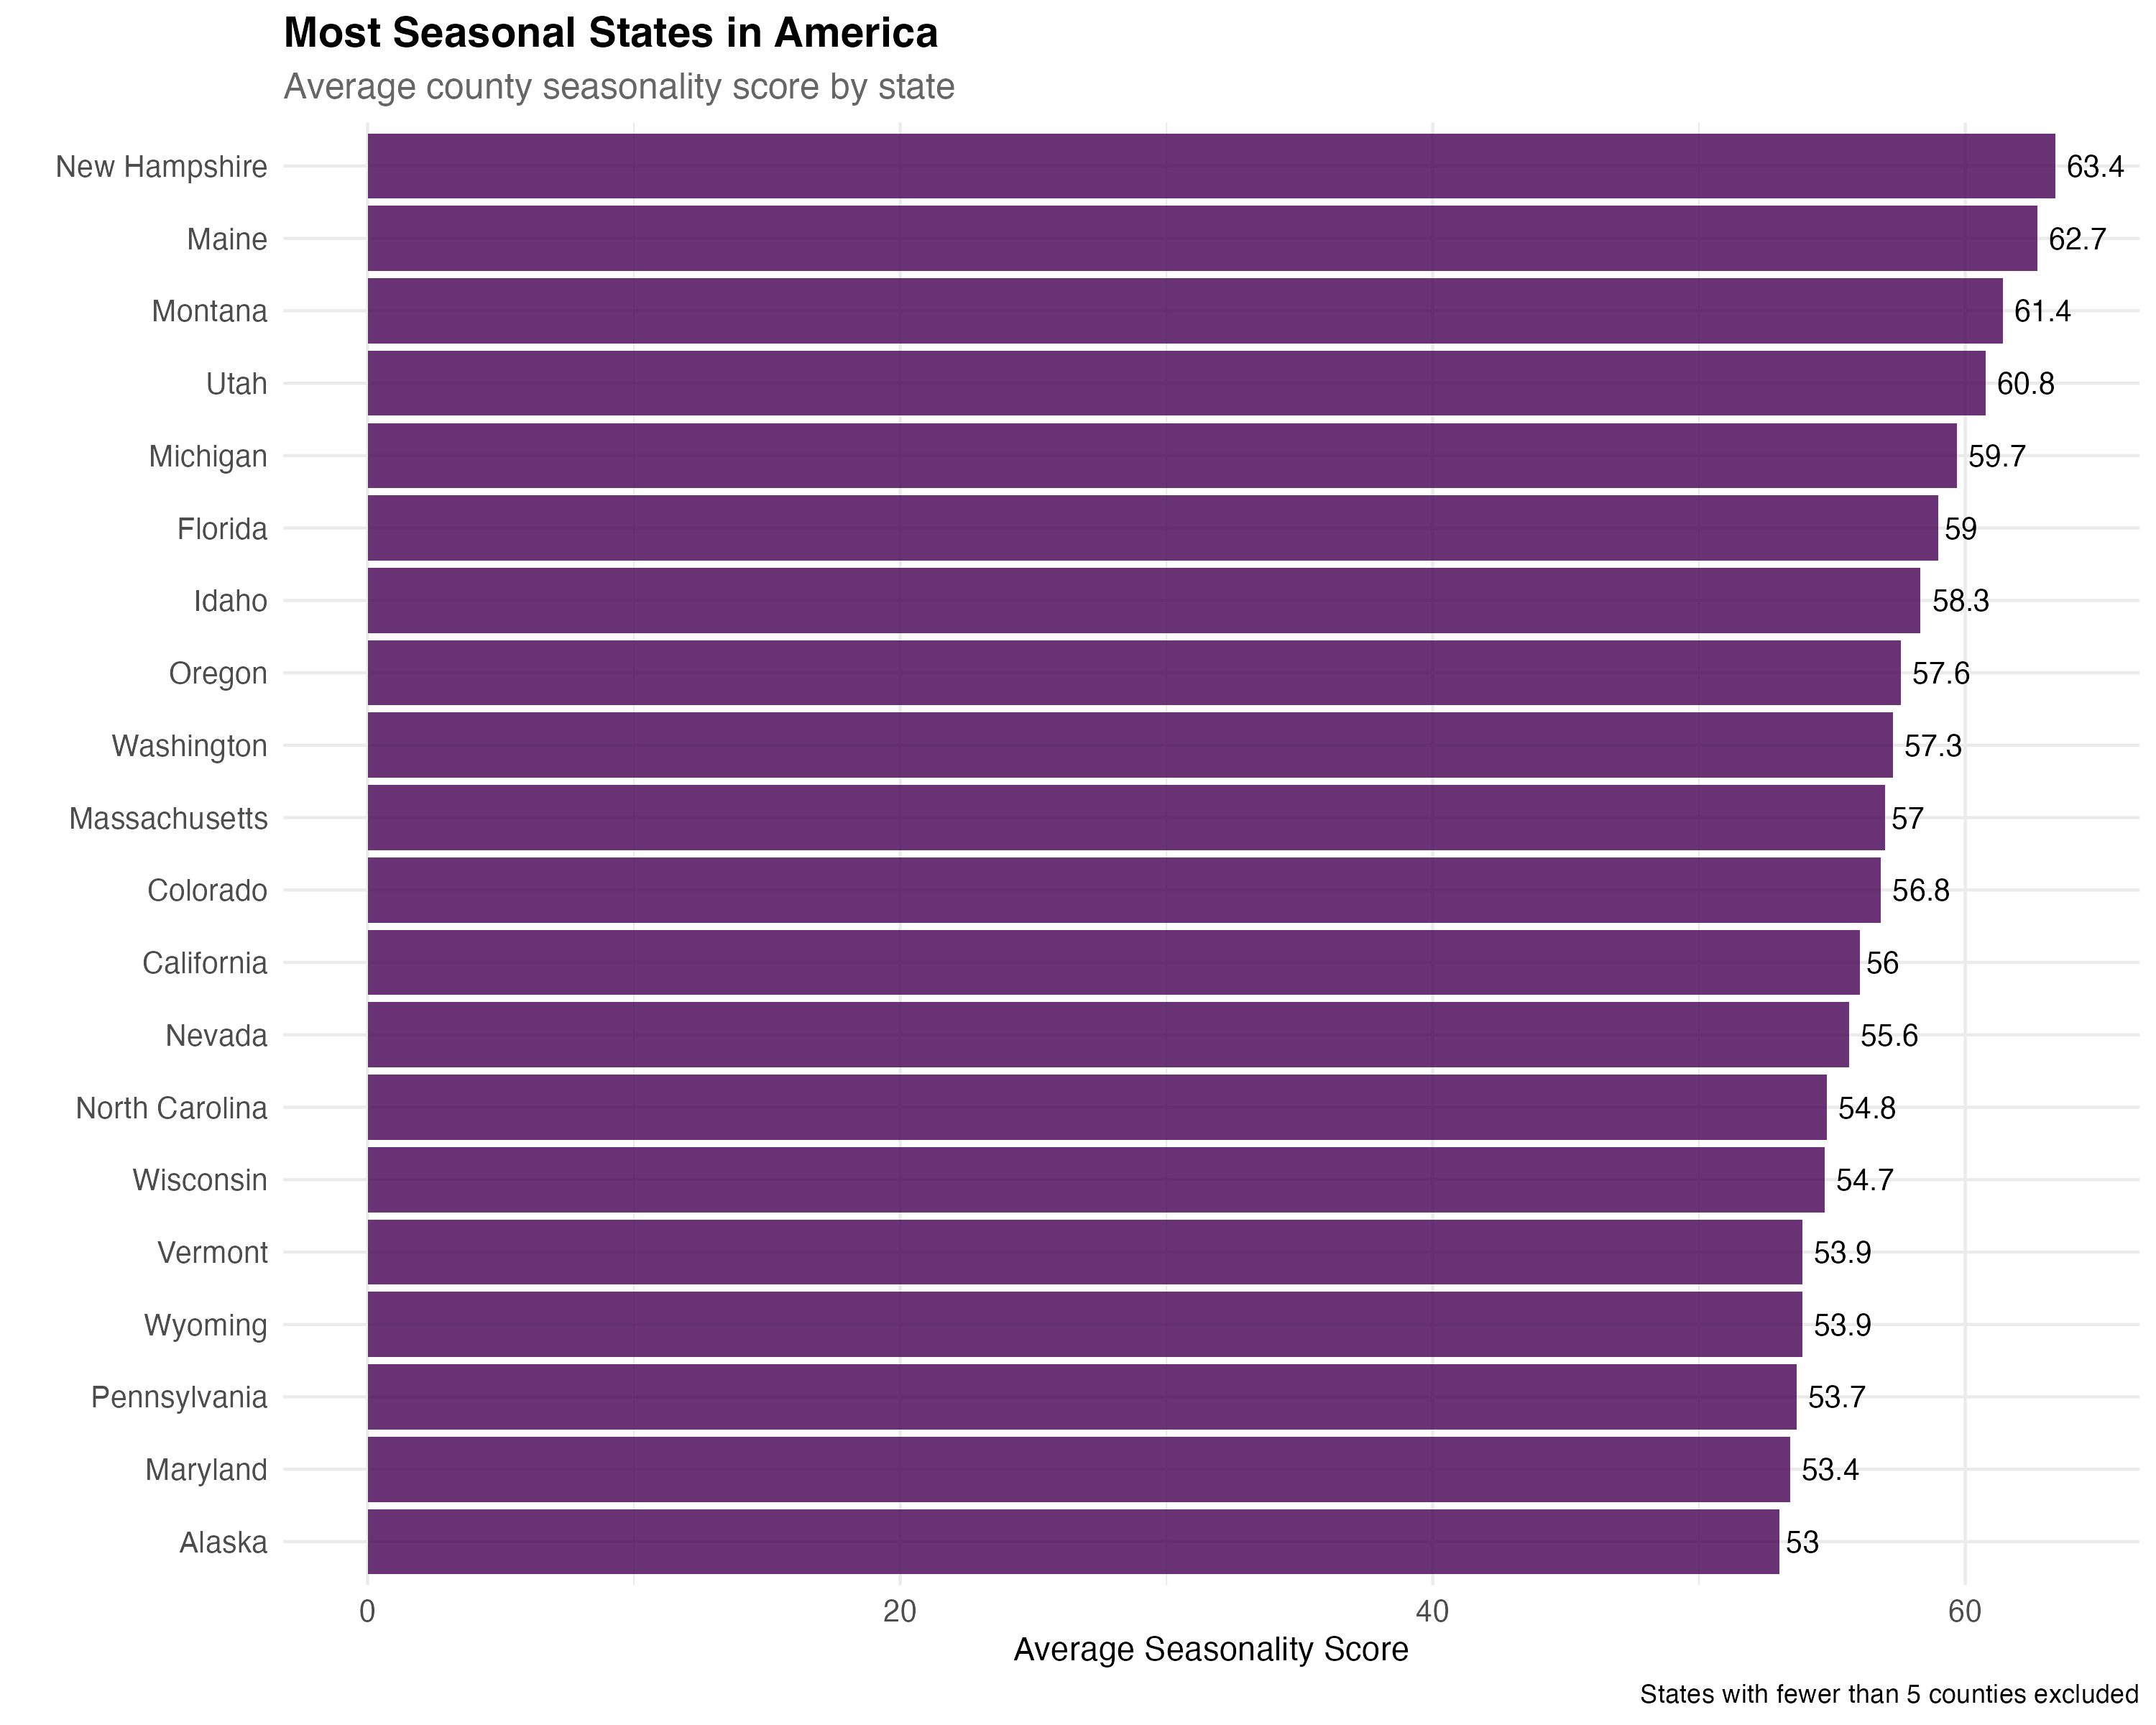 Most Seasonal States in America
Average county seasonality score by state
New Hampshire 63.4
Maine 62.7
Montana 61.4
Utah 60.8
Michigan 59.7
Florida 59
Idaho 58.3
Oregon 57.6
Washington 57.3
Massachusetts 57
Colorado 56.8
California 56
Nevada 55.6
North Carolina 54.8
Wisconsin 54.7
Vermont 53.9
Wyoming 53.9
Pennsylvania 53.7
Maryland 53.4
Alaska 53
0 20 40 60
Average Seasonality Score
States with fewer than 5 counties excluded